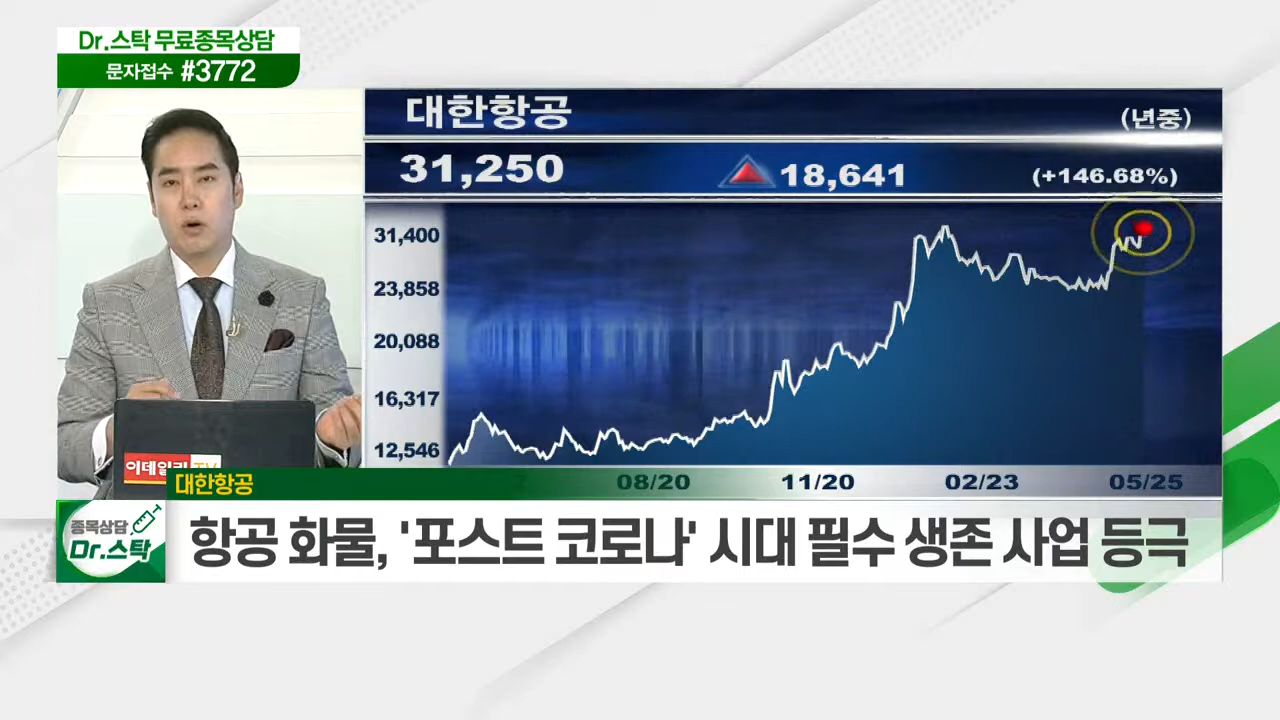 Dr.스탁 무료종목상담
문자접수 #3772
대한항공
(년중)
31,250
18,641
(+146.68%)
31,400
23,858
20,088
16,317
12,546
08/20
11/20
02/23
05/25
이데일리 TV
대한항공
종목상담
Dr.스탁
항공 화물, '포스트 코로나' 시대 필수 생존 사업 등극